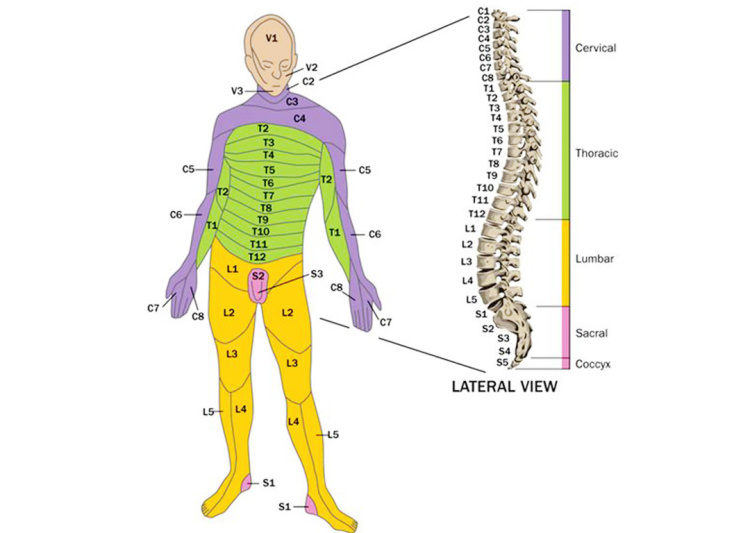 V1
V2
C2
V3
C3
C4
T2
T3
T4
C5
T5
C5
T6
T2
T2
T7
T8
C6
T9
T1
T10
T1
C6
T11
T12
L1
S2
S3
C8
C7
C8
C7
L2
L2
L3
L3
L5
L4
L4
L5
S1
S1
C1
C2
C3
C4
C5
C6
C7
C8
Cervical
T1
T2
T3
T4
T5
T6
T7
T8
T9
T10
T11
T12
Thoracic
L1
L2
L3
L4
L5
Lumbar
S1
S2
S3
S4
S5
Sacral
Coccyx
LATERAL VIEW